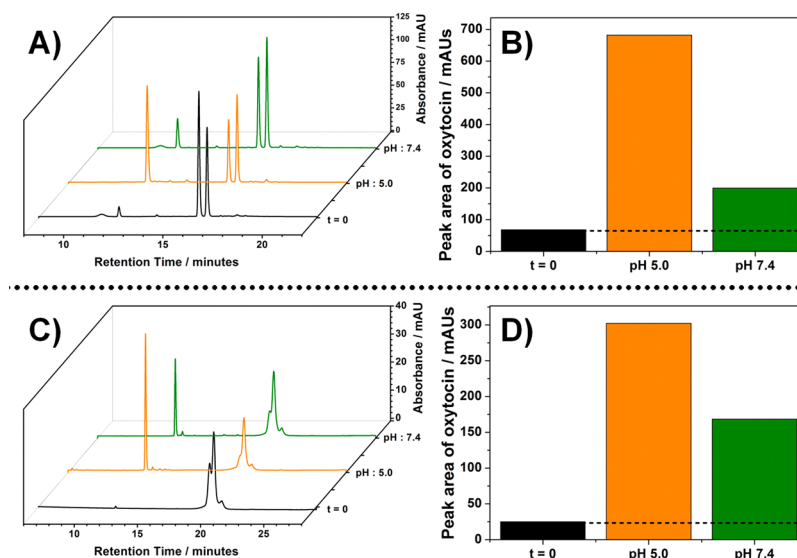 A)
125
100
75
50
25
0
Absorbance / mAU
pH : 7.4
pH : 5.0
t = 0
10
15
20
Retention Time / minutes
B)
700
600
500
400
300
200
100
0
Peak area of oxytocin / mAUs
t = 0
pH 5.0
pH 7.4
C)
40
30
20
10
0
Absorbance / mAU
pH : 7.4
pH : 5.0
t = 0
10
15
20
25
Retention Time / minutes
D)
300
250
200
150
100
50
0
Peak area of oxytocin / mAUs
t = 0
pH 5.0
pH 7.4